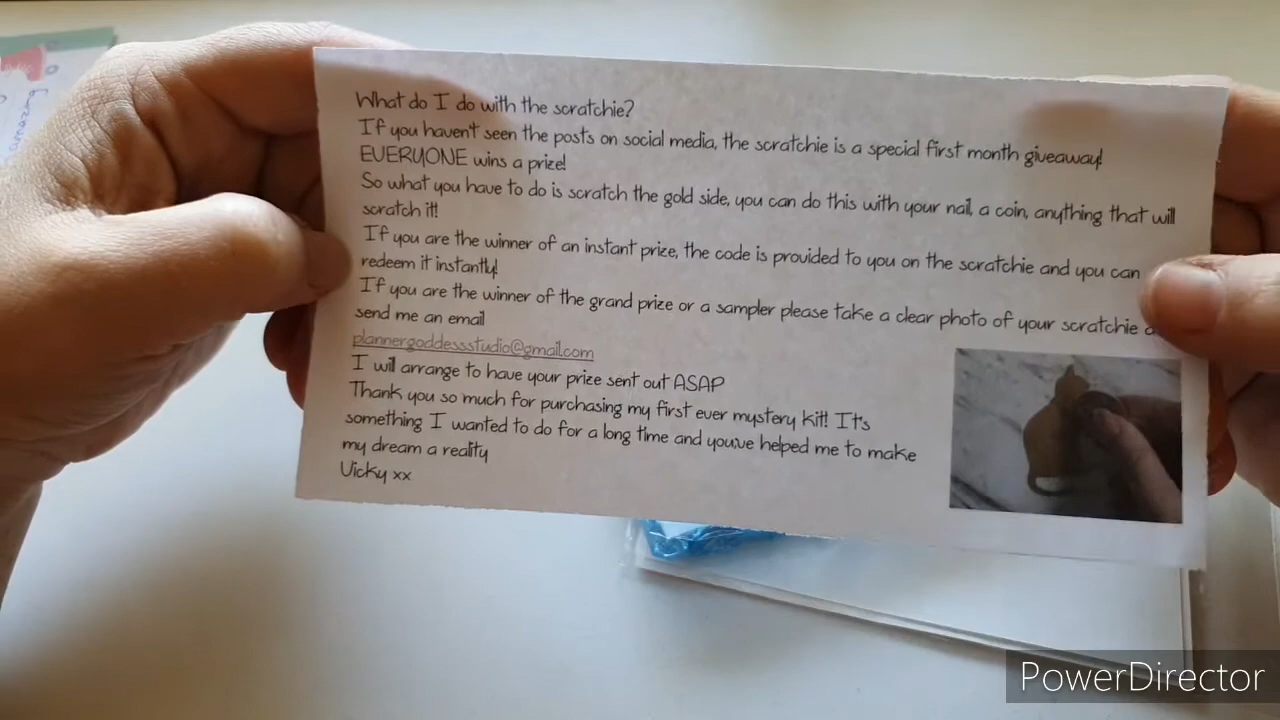 What do I do with the scratchie?
If you haven't seen the posts on social media, the scratchie is a special first month giveaway!
EVERYONE wins a prize!
So what you have to do is scratch the gold side, you can do this with your nail, a coin, anything that will
scratch it!
If you are the winner of an instant prize, the code is provided to you on the scratchie and you can
redeem it instantly!
If you are the winner of the grand prize or a sampler please take a clear photo of your scratchie
send me an email
plannergoddessstudio@gmail.com
I will arrange to have your prize sent out ASAP
Thank you so much for purchasing my first ever mystery kit! It's
something I wanted to do for a long time and you've helped me to make
my dream a reality
Vicky xx
PowerDirector